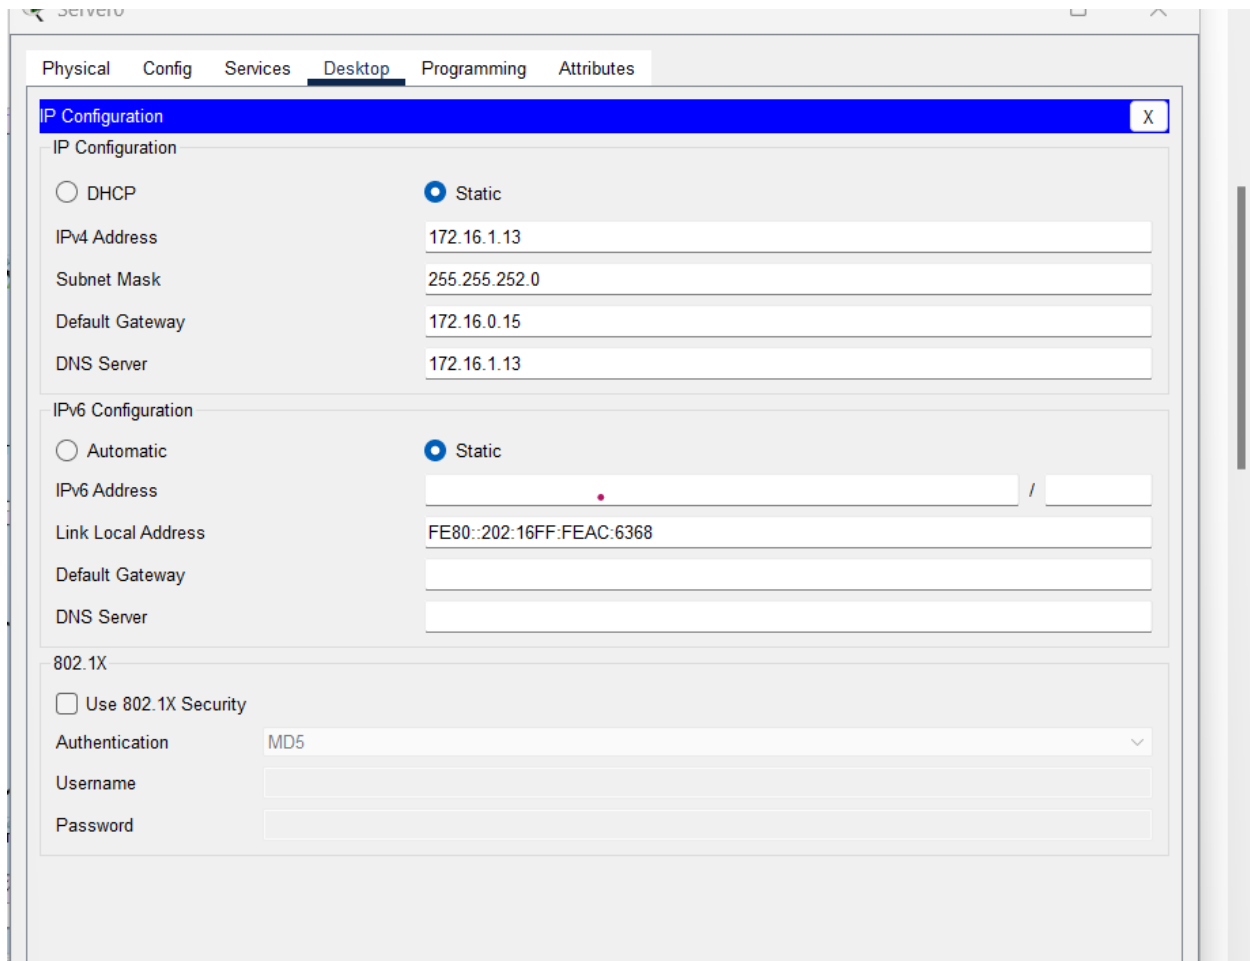 Server0
Physical Config Services Desktop Programming Attributes
IP Configuration X
IP Configuration
DHCP Static
IPv4 Address 172.16.1.13
Subnet Mask 255.255.252.0
Default Gateway 172.16.0.15
DNS Server 172.16.1.13
IPv6 Configuration
Automatic Static
IPv6 Address /
Link Local Address FE80::202:16FF:FEAC:6368
Default Gateway
DNS Server
802.1X
Use 802.1X Security
Authentication MD5
Username
Password